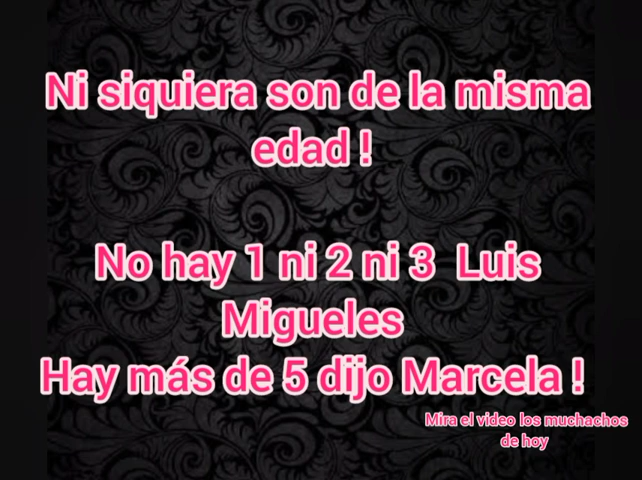 Ni siquiera son de la misma
edad !
No hay 1 ni 2 ni 3 Luis
Migueles
Hay más de 5 dijo Marcela !
Mira el video los muchachos
de hoy